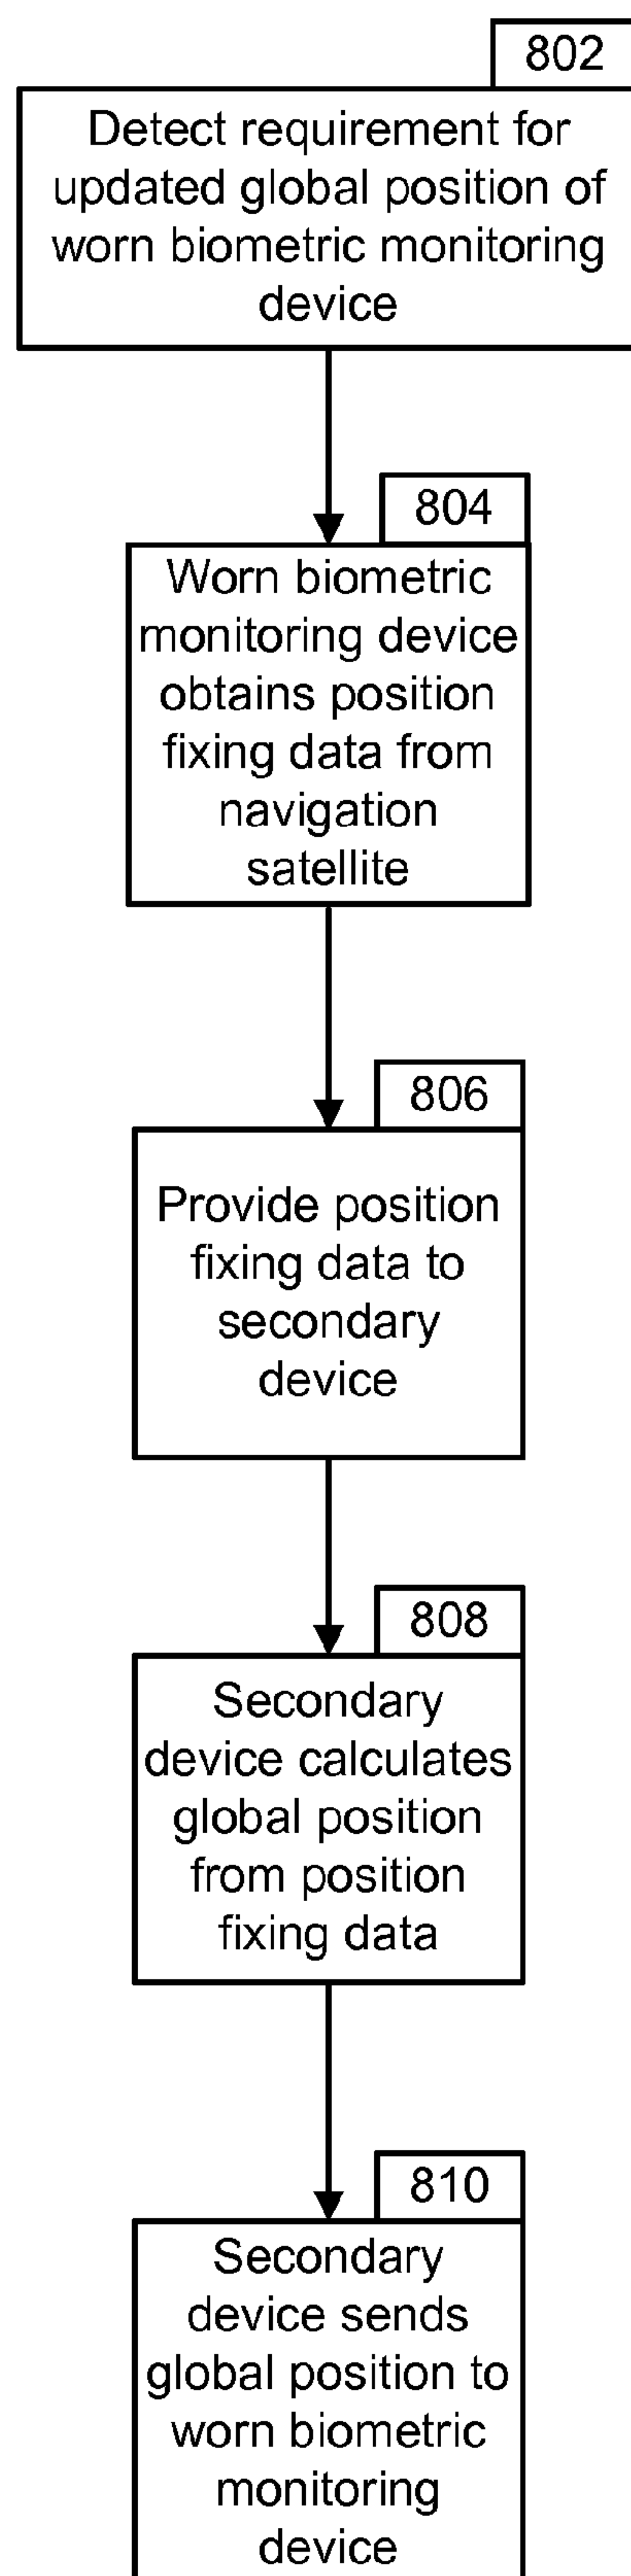 802
Detect requirement for
updated global position of
worn biometric monitoring
device
804
Worn biometric
monitoring device
obtains position
fixing data from
navigation
satellite
806
Provide position
fixing data to
secondary
device
808
Secondary
device calculates
global position
from position
fixing data
810
Secondary
device sends
global position to
worn biometric
monitoring
device